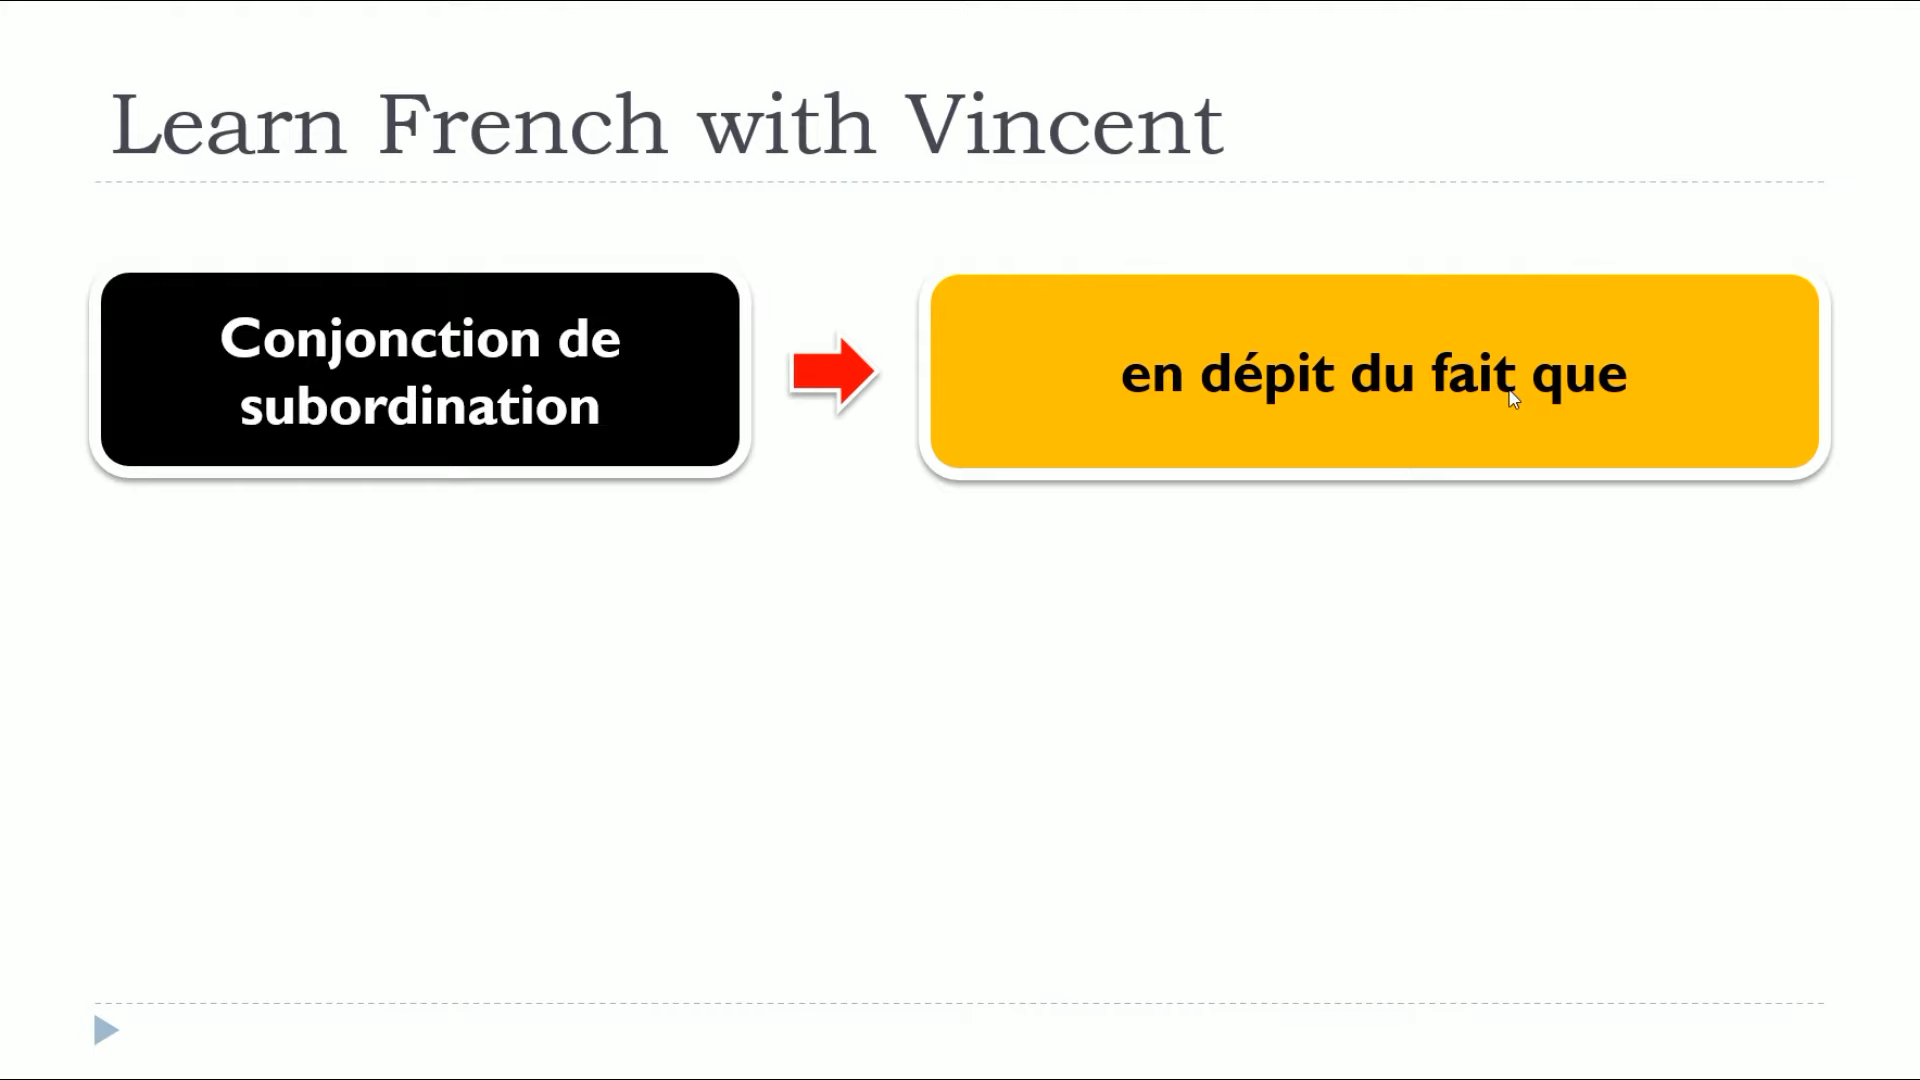 Learn French with Vincent
Conjonction de
subordination
en dépit du fait que